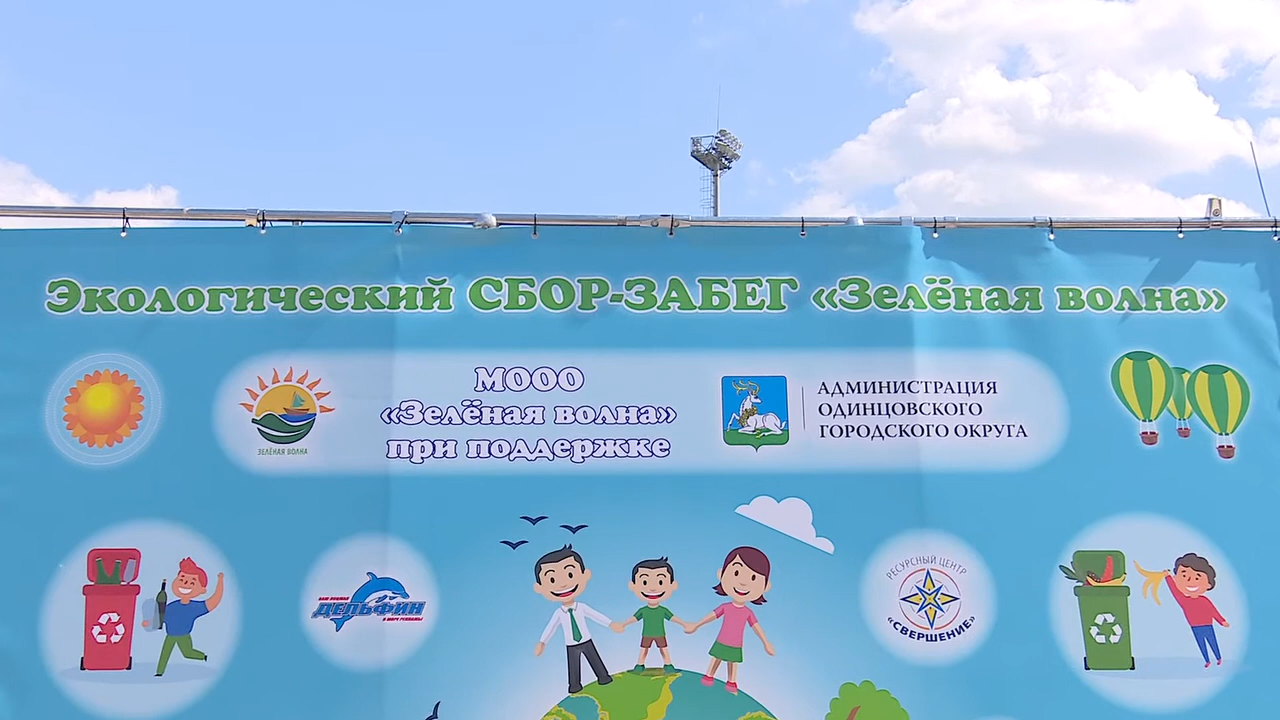 Экологический СБОР-ЗАБЕГ «Зелёная волна»
МООО
«Зелёная волна»
при поддержке
ЗЕЛЁНАЯ ВОЛНА
АДМИНИСТРАЦИЯ
ОДИНЦОВСКОГО
ГОРОДСКОГО ОКРУГА
ДЕЛЬФИН
РЕСУРСНЫЙ ЦЕНТР
«СВЕРШЕНИЕ»